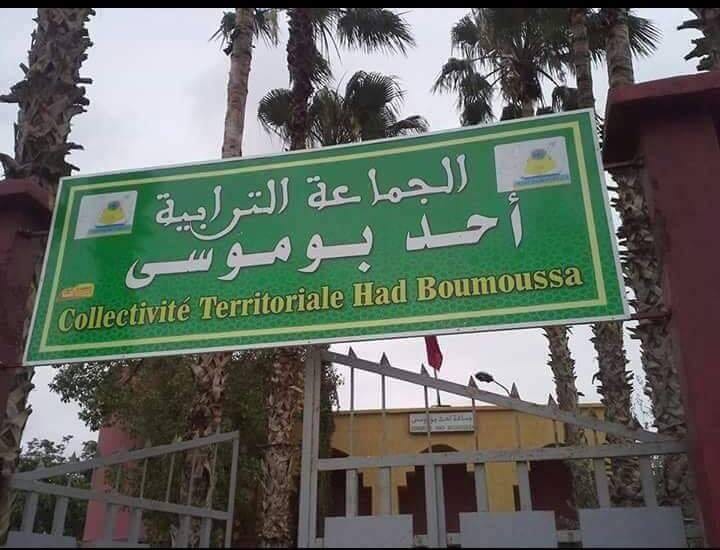 الجماعة الترابية
أحد بوموسى
Collectivité Territoriale Had Boumoussa